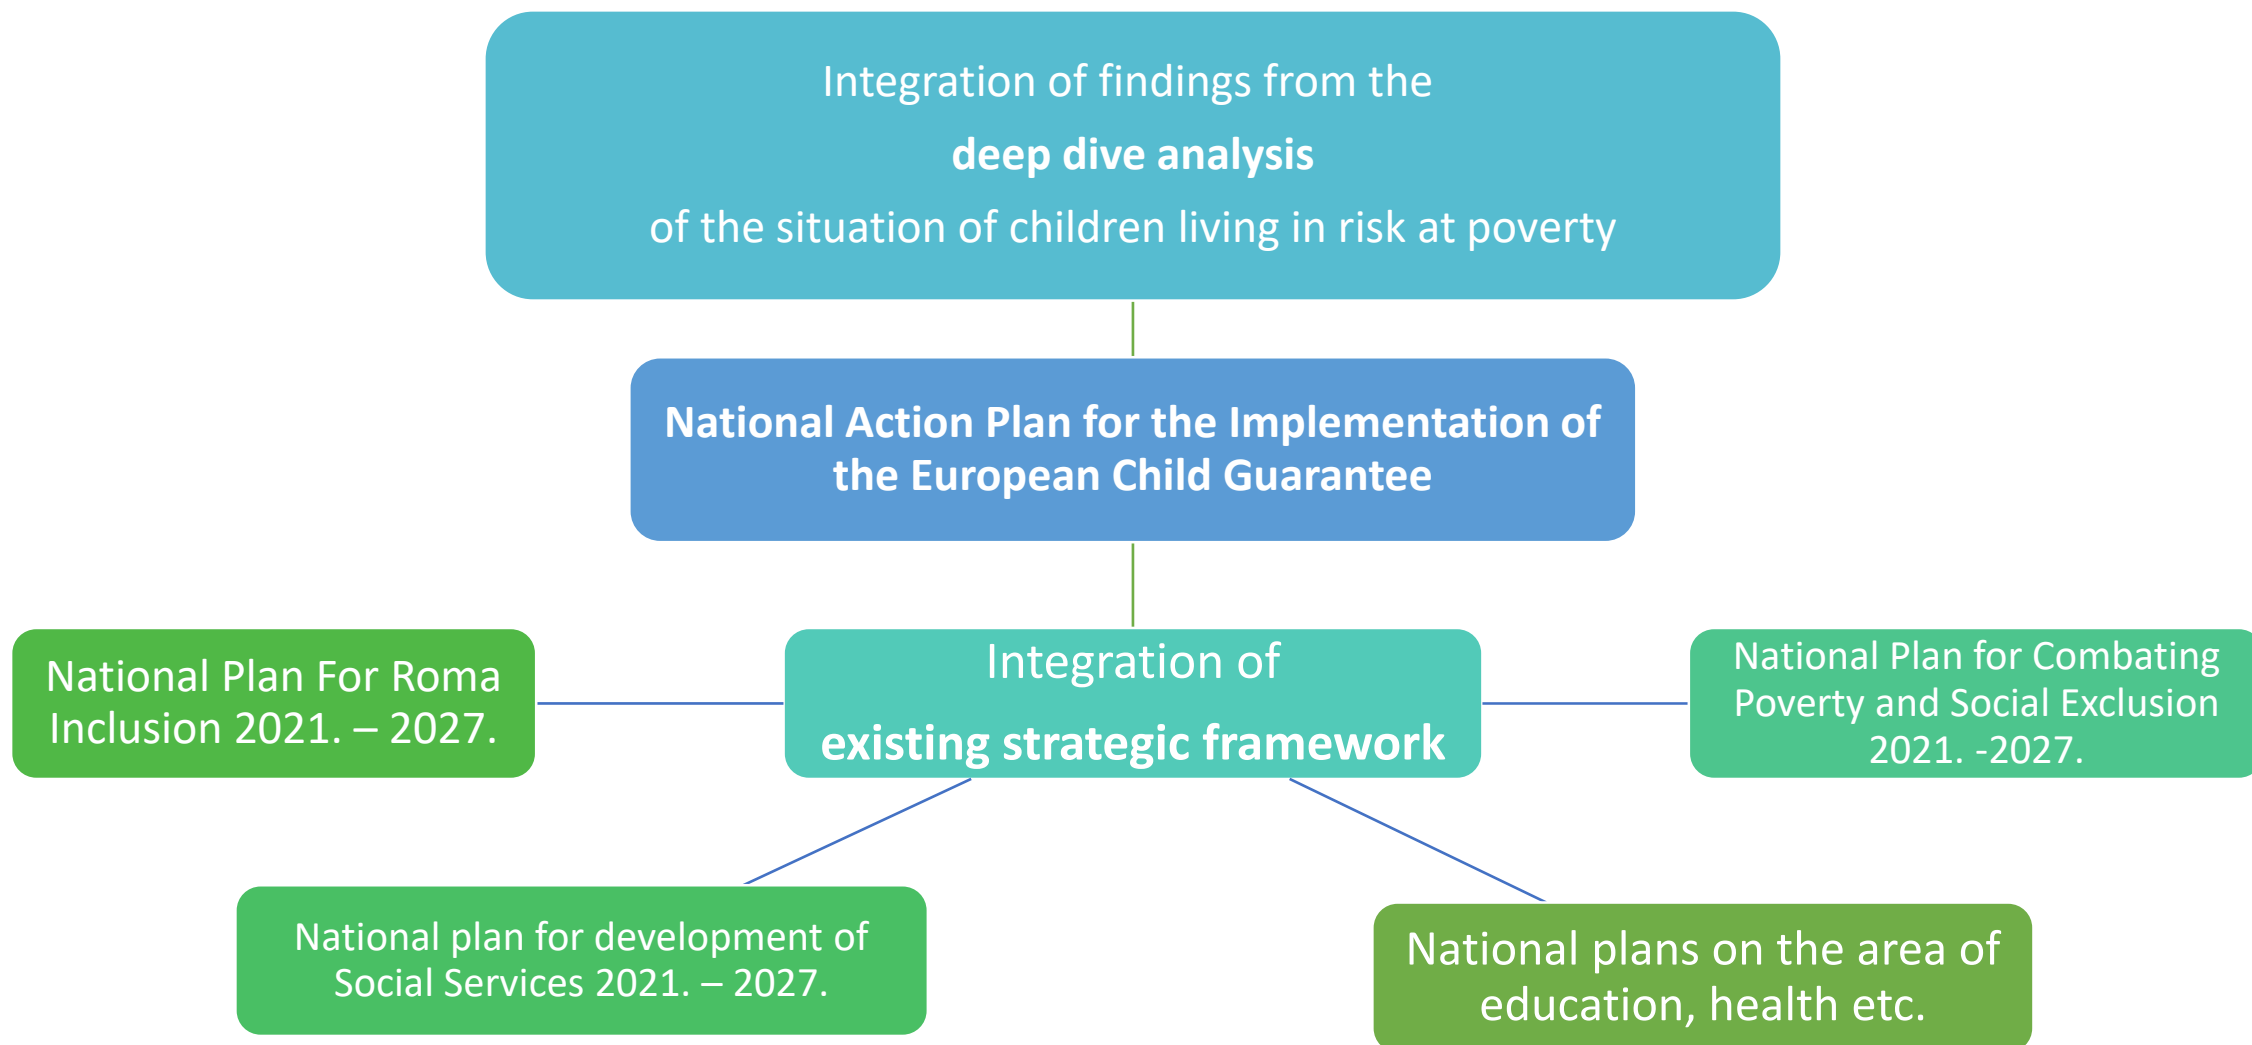 Integration of findings from the
deep dive analysis
of the situation of children living in risk at poverty
National Action Plan for the Implementation of
the European Child Guarantee
National Plan For Roma
Inclusion 2021. – 2027.
Integration of
existing strategic framework
National Plan for Combating
Poverty and Social Exclusion
2021. -2027.
National plan for development of
Social Services 2021. – 2027.
National plans on the area of
education, health etc.